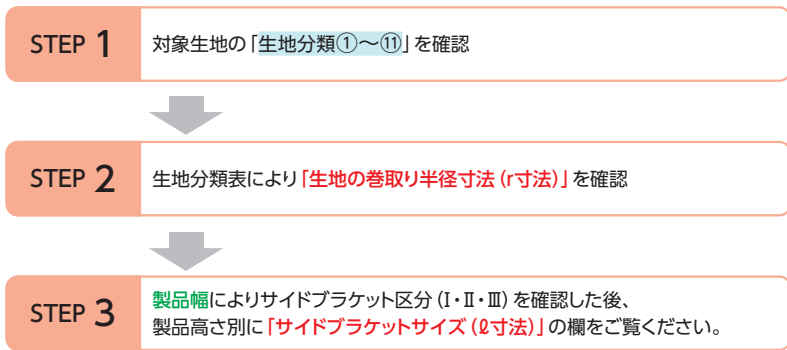 STEP 1
対象生地の「生地分類①～⑪」を確認
STEP 2
生地分類表により「生地の巻取り半径寸法（r寸法）」を確認
STEP 3
製品幅によりサイドブラケット区分（Ⅰ・Ⅱ・Ⅲ）を確認した後、
製品高さ別に「サイドブラケットサイズ（ℓ寸法）」の欄をご覧ください。